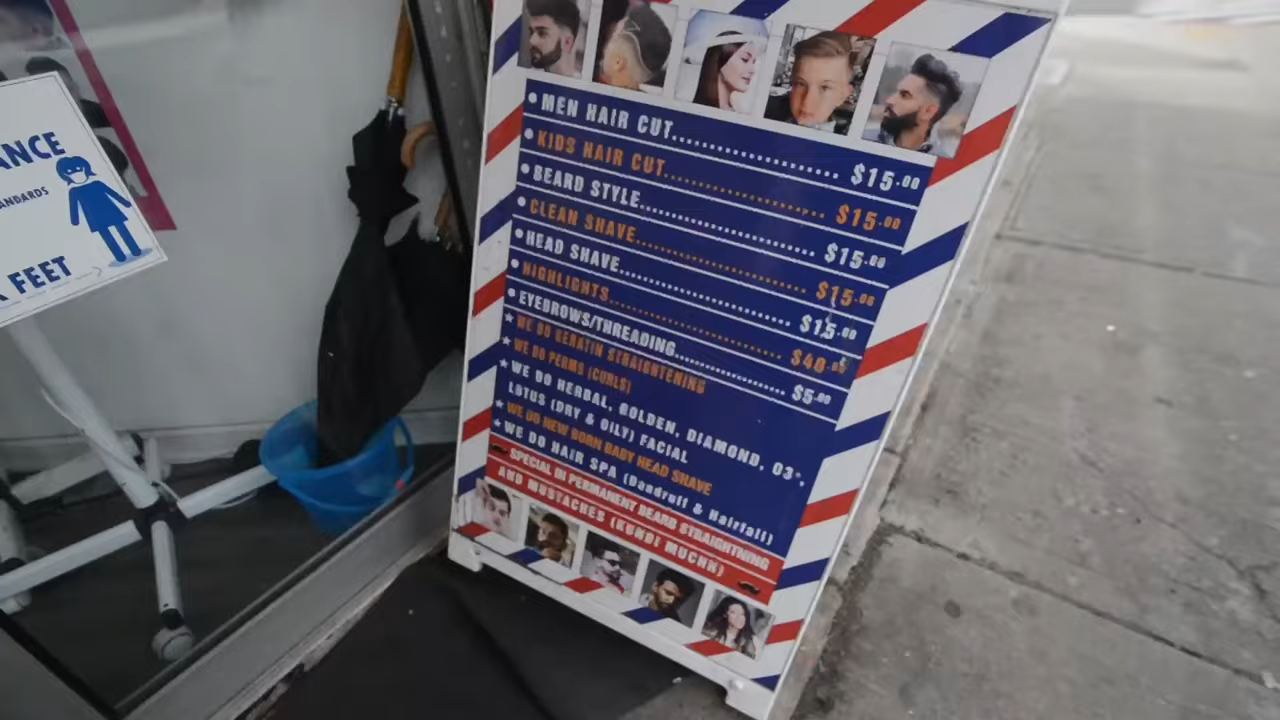 ANCE
ANDARDS
FEET
MEN HAIR CUT..................... $15.00
KIDS HAIR CUT..................... $15.00
BEARD STYLE..................... $15.00
CLEAN SHAVE..................... $15.00
HEAD SHAVE..................... $15.00
HIGHLIGHTS..................... $40.00
EYEBROWS/THREADING............... $5.00
WE DO KERATIN STRAIGHTENING
WE DO PERMS (CURLS)
WE DO HERBAL, GOLDEN, DIAMOND, O3+,
LOTUS (DRY & OILY) FACIAL
WE DO NEW BORN BABY HEAD SHAVE
WE DO HAIR SPA (Dandruff & Hairfall)
SPECIAL IN PERMANENT BEARD STRAIGHTNING
AND MUSTACHES (KUNDI MUCHH)